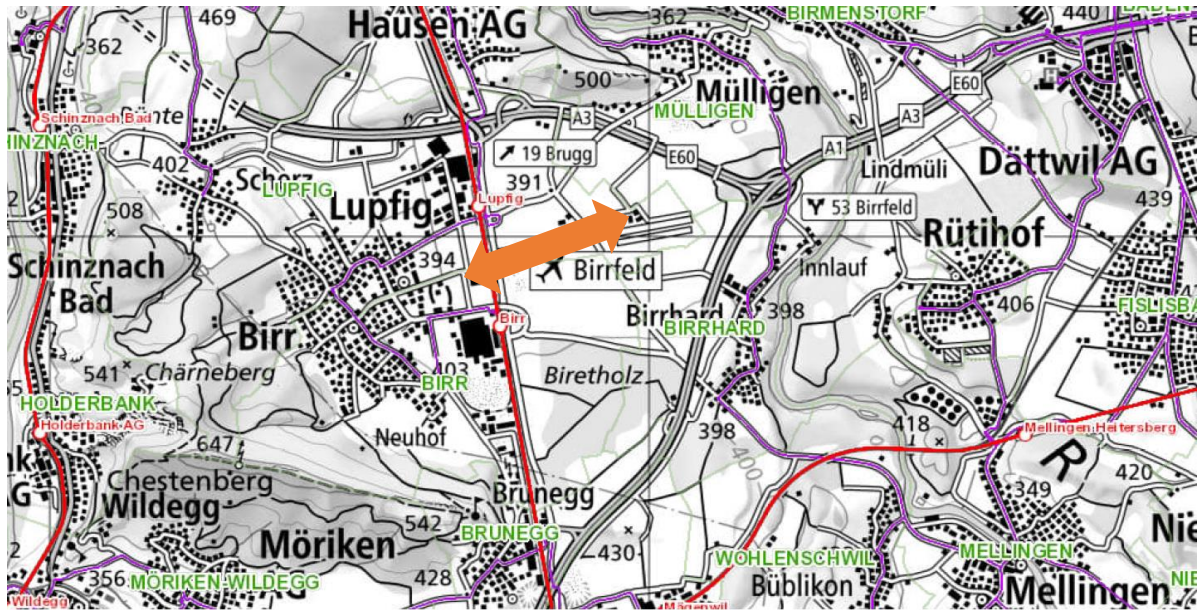 469
362
Hausen AG
362
BIRMENSTORF
440
500
Mülligen
MÜLLIGEN
E60
Schinznach Bad
A3
A3
19 Brugg
E60
A1
Lindmüli
Dättwil AG
402
Scherz
LUPFIG
391
Lupfig
Lupfig
53 Birrfeld
439
508
Rütihof
394
Schinznach
Bad
Birrfeld
Innlauf
406
Birrhard
398
BIRRHARD
Birr
Birr
541
Chärneberg
BIRR
Biretholz
HOLDERBANK
Holderbank AG
Neuhof
398
400
418
Mellingen Heitersberg
647
420
R
Chestenberg
Wildegg
Brunegg
349
542
Möriken
BRUNEGG
430
WOHLENSCHWIL
MELLINGEN
356
MÖRIKEN-WILDEGG
428
Büblikon
Mellingen
Wildegg
Mägenwil